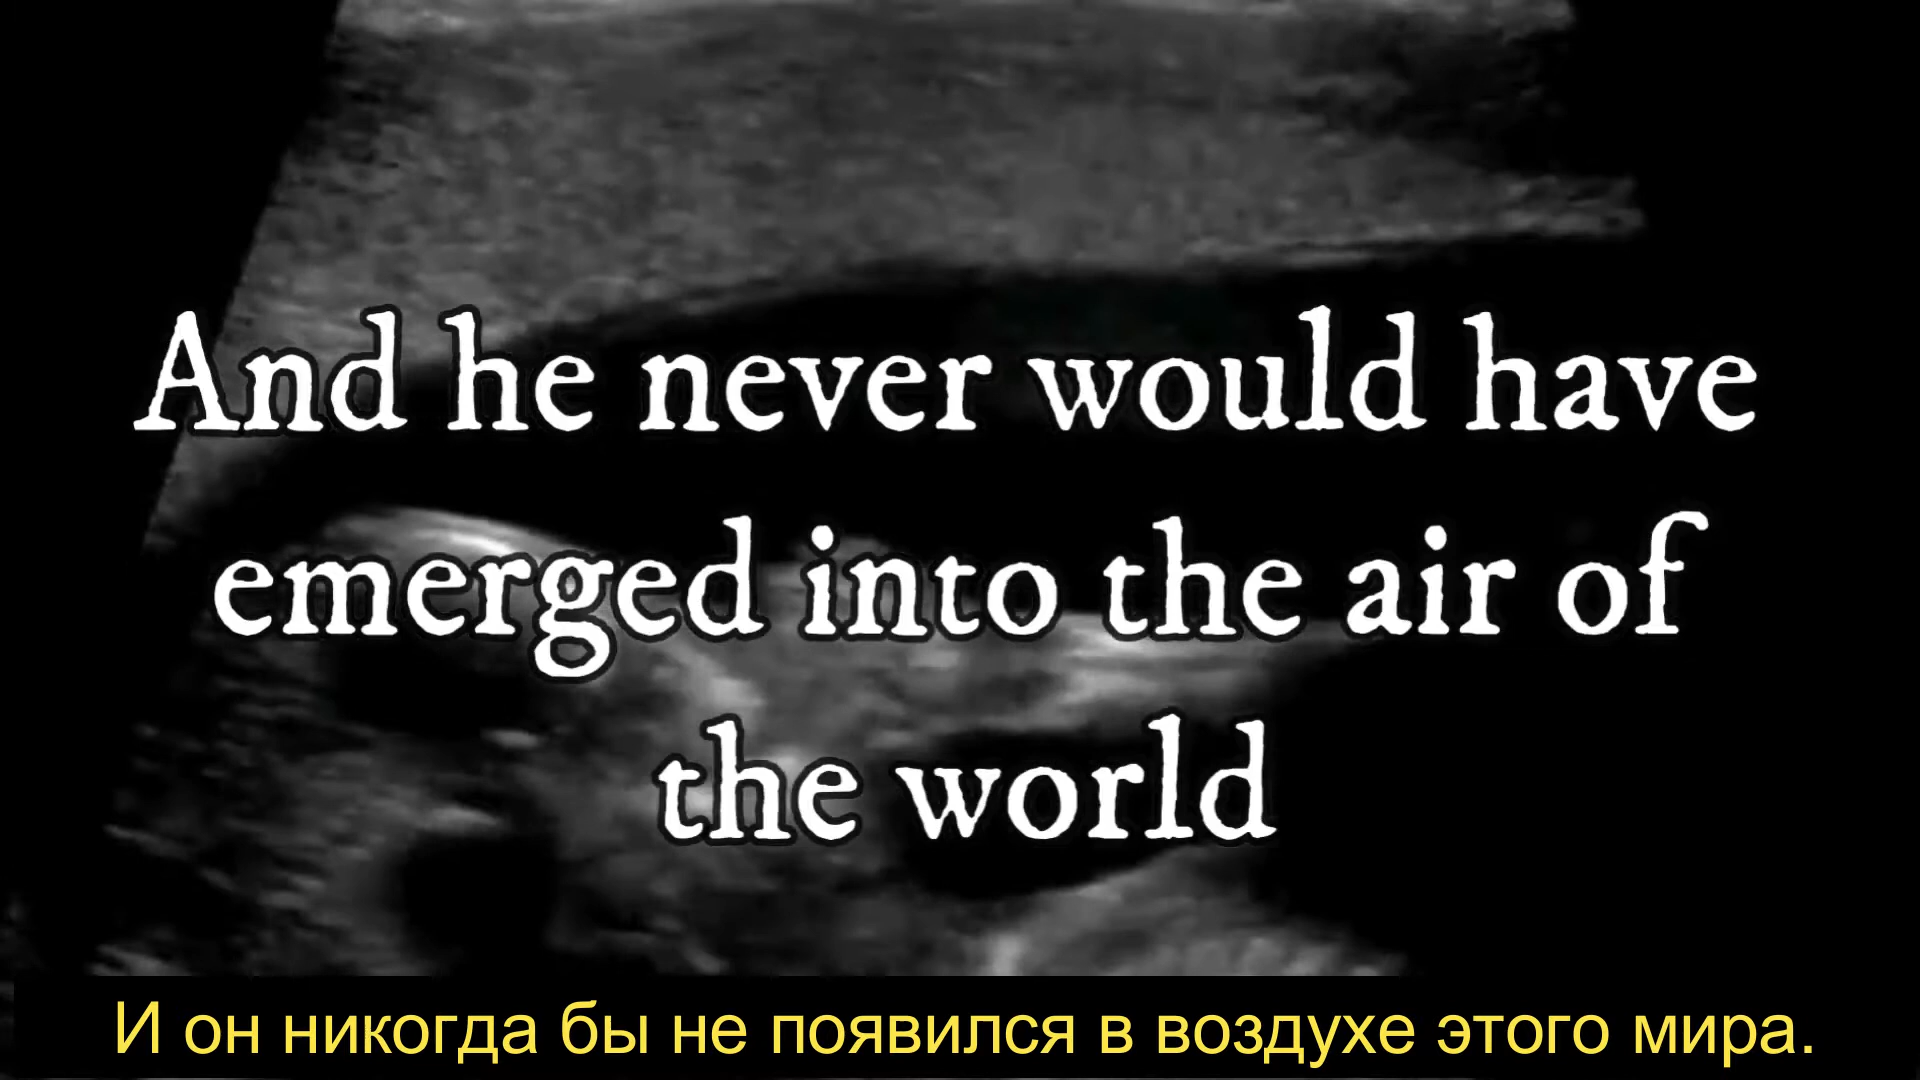 And he never would have
emerged into the air of
the world
И он никогда бы не появился в воздухе этого мира.